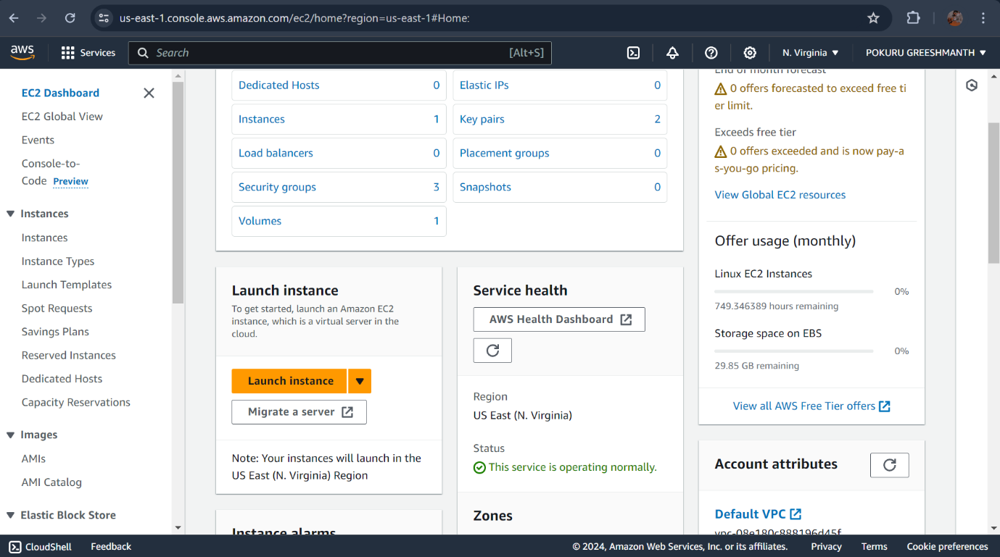 us-east-1.console.aws.amazon.com/ec2/home?region=us-east-1#Home:
aws
Services
Search
[Alt+S]
N. Virginia
POKURU GREESHMANTH
EC2 Dashboard
EC2 Global View
Events
Console-to-
Code Preview
Instances
Instances
Instance Types
Launch Templates
Spot Requests
Savings Plans
Reserved Instances
Dedicated Hosts
Capacity Reservations
Images
AMIs
AMI Catalog
Elastic Block Store
Dedicated Hosts 0
Elastic IPs 0
Instances 1
Key pairs 2
Load balancers 0
Placement groups 0
Security groups 3
Snapshots 0
Volumes 1
Launch instance
To get started, launch an Amazon EC2
instance, which is a virtual server in the
cloud.
Launch instance
Migrate a server
Note: Your instances will launch in the
US East (N. Virginia) Region
Instance alarms
Service health
AWS Health Dashboard
Region
US East (N. Virginia)
Status
This service is operating normally.
Zones
End of month forecast
0 offers forecasted to exceed free ti
er limit.
Exceeds free tier
0 offers exceeded and is now pay-a
s-you-go pricing.
View Global EC2 resources
Offer usage (monthly)
Linux EC2 Instances
0%
749.346389 hours remaining
Storage space on EBS
0%
29.85 GB remaining
View all AWS Free Tier offers
Account attributes
Default VPC
vpc-08e180c888196d45f
CloudShell
Feedback
© 2024, Amazon Web Services, Inc. or its affiliates.
Privacy
Terms
Cookie preferences